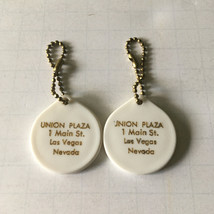 UNION PLAZA
1 Main St.
Las Vegas
Nevada
UNION PLAZA
1 Main St.
Las Vegas
Nevada